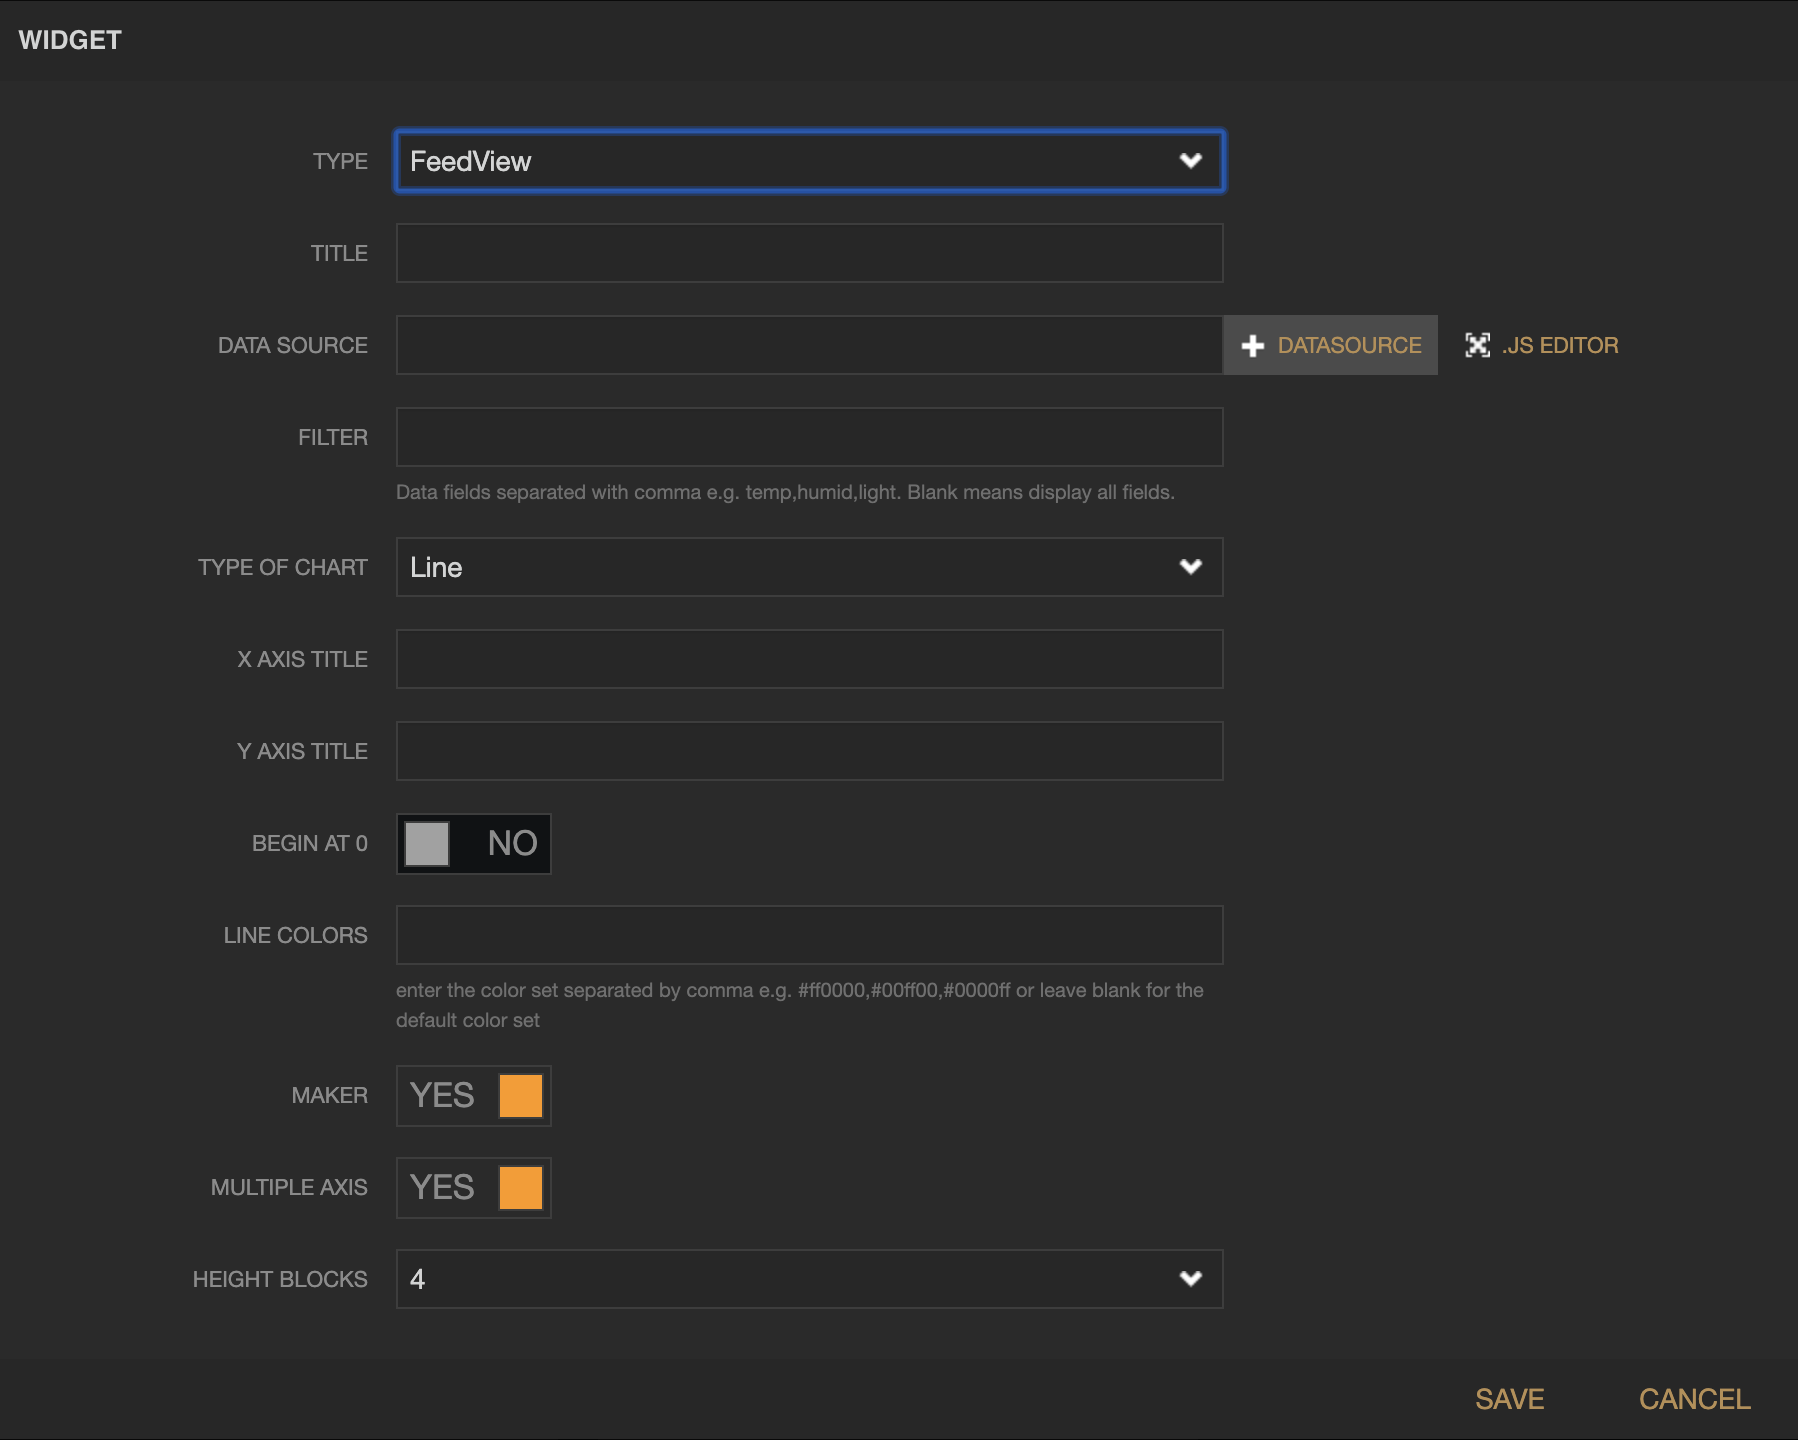 WIDGET
TYPE
FeedView
TITLE
DATA SOURCE
DATASOURCE
.JS EDITOR
FILTER
Data fields separated with comma e.g. temp,humid,light. Blank means display all fields.
TYPE OF CHART
Line
X AXIS TITLE
Y AXIS TITLE
BEGIN AT 0
NO
LINE COLORS
enter the color set separated by comma e.g. #ff0000,#00ff00,#0000ff or leave blank for the
default color set
MAKER
YES
MULTIPLE AXIS
YES
HEIGHT BLOCKS
4
SAVE
CANCEL